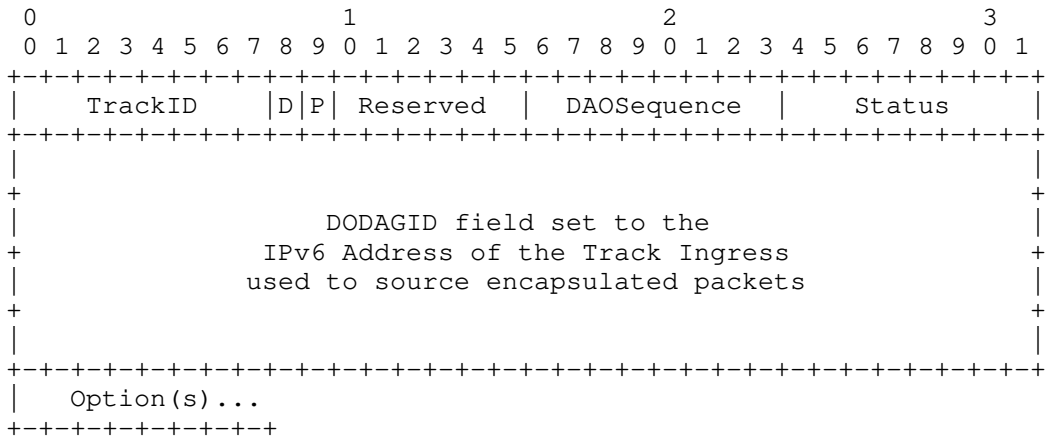 0                   1                   2                   3
 0 1 2 3 4 5 6 7 8 9 0 1 2 3 4 5 6 7 8 9 0 1 2 3 4 5 6 7 8 9 0 1
+-+-+-+-+-+-+-+-+-+-+-+-+-+-+-+-+-+-+-+-+-+-+-+-+-+-+-+-+-+-+-+-+
|    TrackID    |D|P| Reserved  |  DAOSequence  |    Status     |
+-+-+-+-+-+-+-+-+-+-+-+-+-+-+-+-+-+-+-+-+-+-+-+-+-+-+-+-+-+-+-+-+
|                                                               |
+                                                               +
|                   DODAGID field set to the                    |
+               IPv6 Address of the Track Ingress               +
|              used to source encapsulated packets              |
+                                                               +
|                                                               |
+-+-+-+-+-+-+-+-+-+-+-+-+-+-+-+-+-+-+-+-+-+-+-+-+-+-+-+-+-+-+-+-+
|   Option(s)...
+-+-+-+-+-+-+-+-+